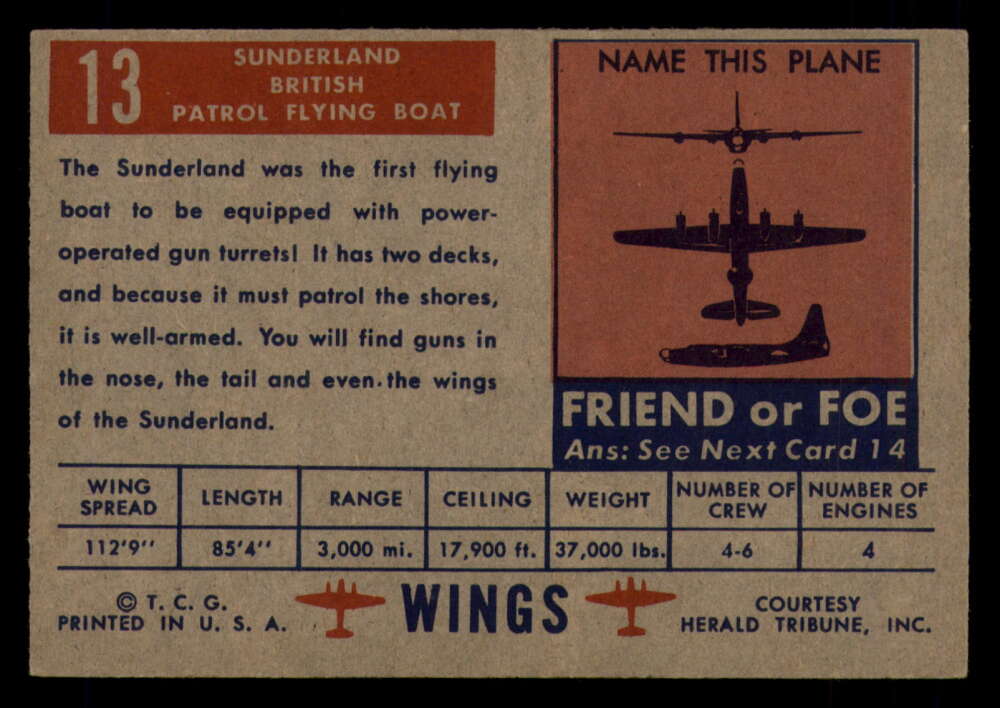 13
SUNDERLAND
BRITISH
PATROL FLYING BOAT
The Sunderland was the first flying
boat to be equipped with power-
operated gun turrets! It has two decks,
and because it must patrol the shores,
it is well-armed. You will find guns in
the nose, the tail and even the wings
of the Sunderland.
NAME THIS PLANE
FRIEND or FOE
Ans: See Next Card 14
WING SPREAD LENGTH RANGE CEILING WEIGHT NUMBER OF CREW NUMBER OF ENGINES
112'9" 85'4" 3,000 mi. 17,900 ft. 37,000 lbs. 4-6 4
© T. C. G.
PRINTED IN U. S. A.
WINGS
COURTESY
HERALD TRIBUNE, INC.